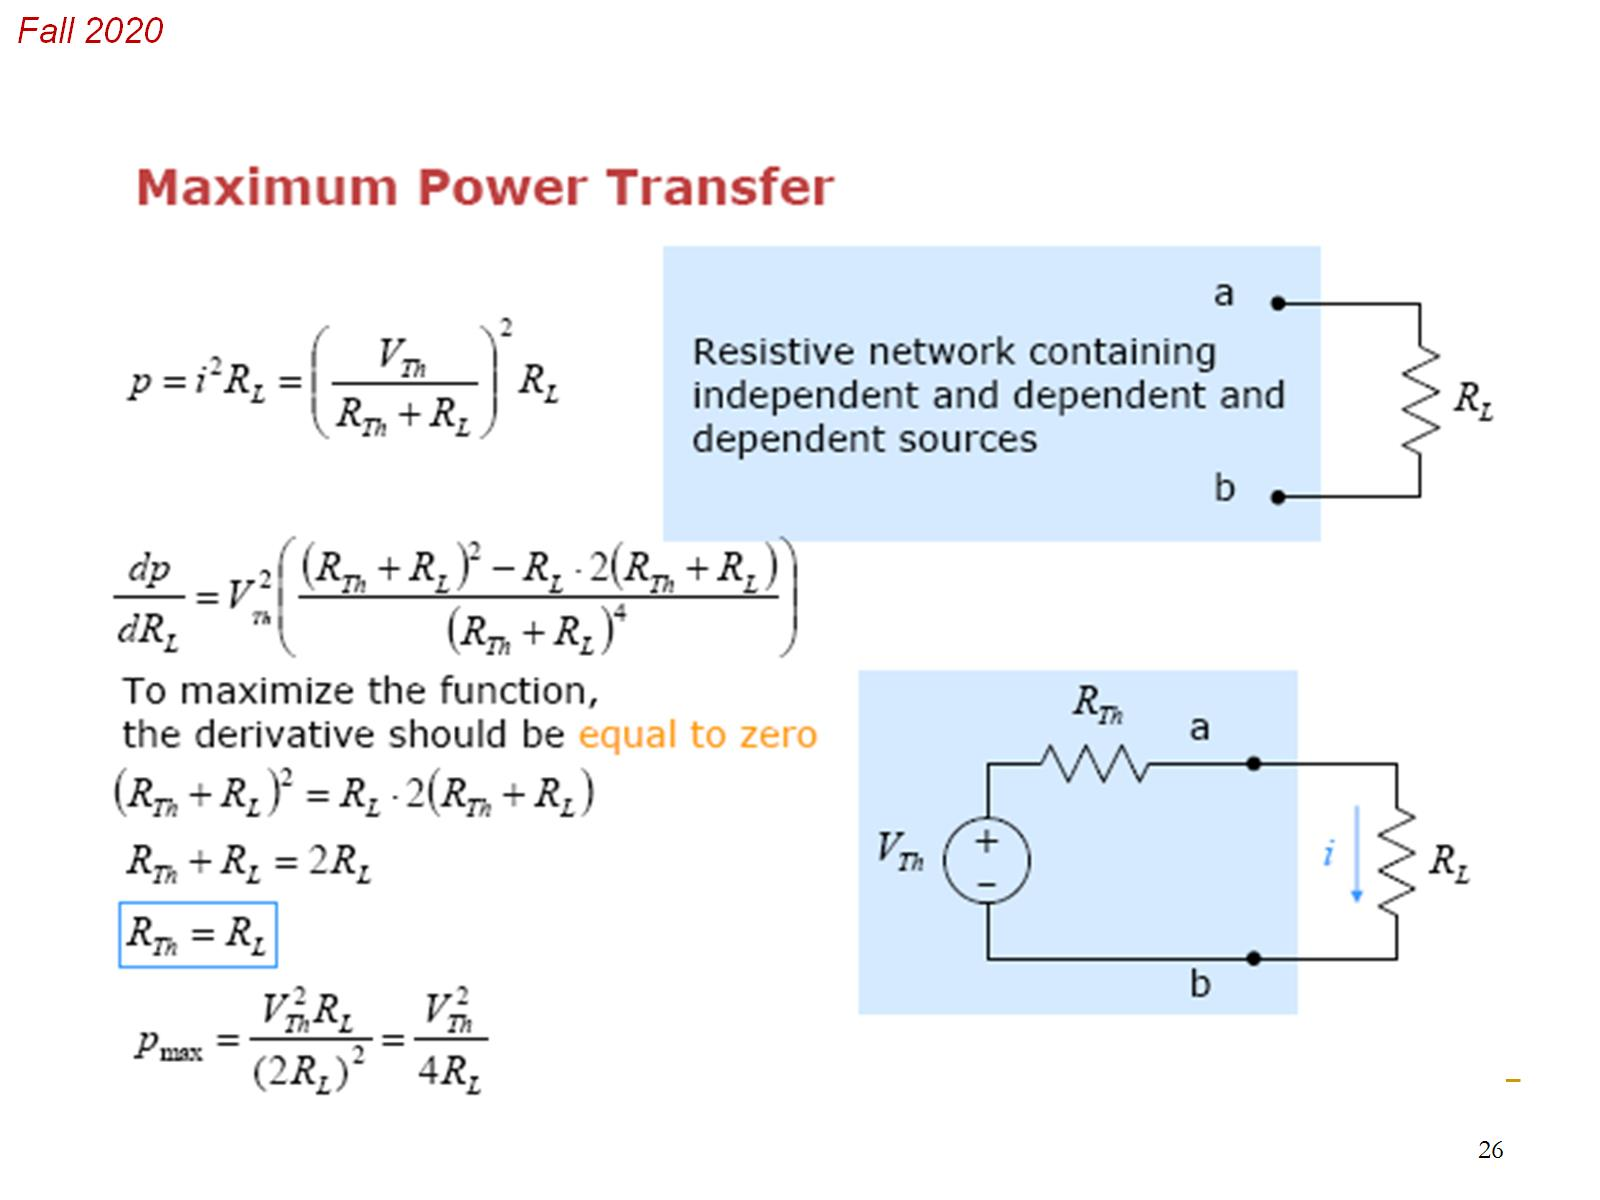 Fall 2020
Maximum Power Transfer
p = i²R_L = (V_Th / (R_Th + R_L))² R_L
a
Resistive network containing
independent and dependent and
dependent sources
b
R_L
dp/dR_L = V²_Th (((R_Th + R_L)² − R_L · 2(R_Th + R_L)) / (R_Th + R_L)⁴)
To maximize the function,
the derivative should be equal to zero
(R_Th + R_L)² = R_L · 2(R_Th + R_L)
R_Th + R_L = 2R_L
R_Th = R_L
p_max = V²_Th R_L / (2R_L)² = V²_Th / 4R_L
R_Th
a
V_Th
+
−
i
R_L
b
26